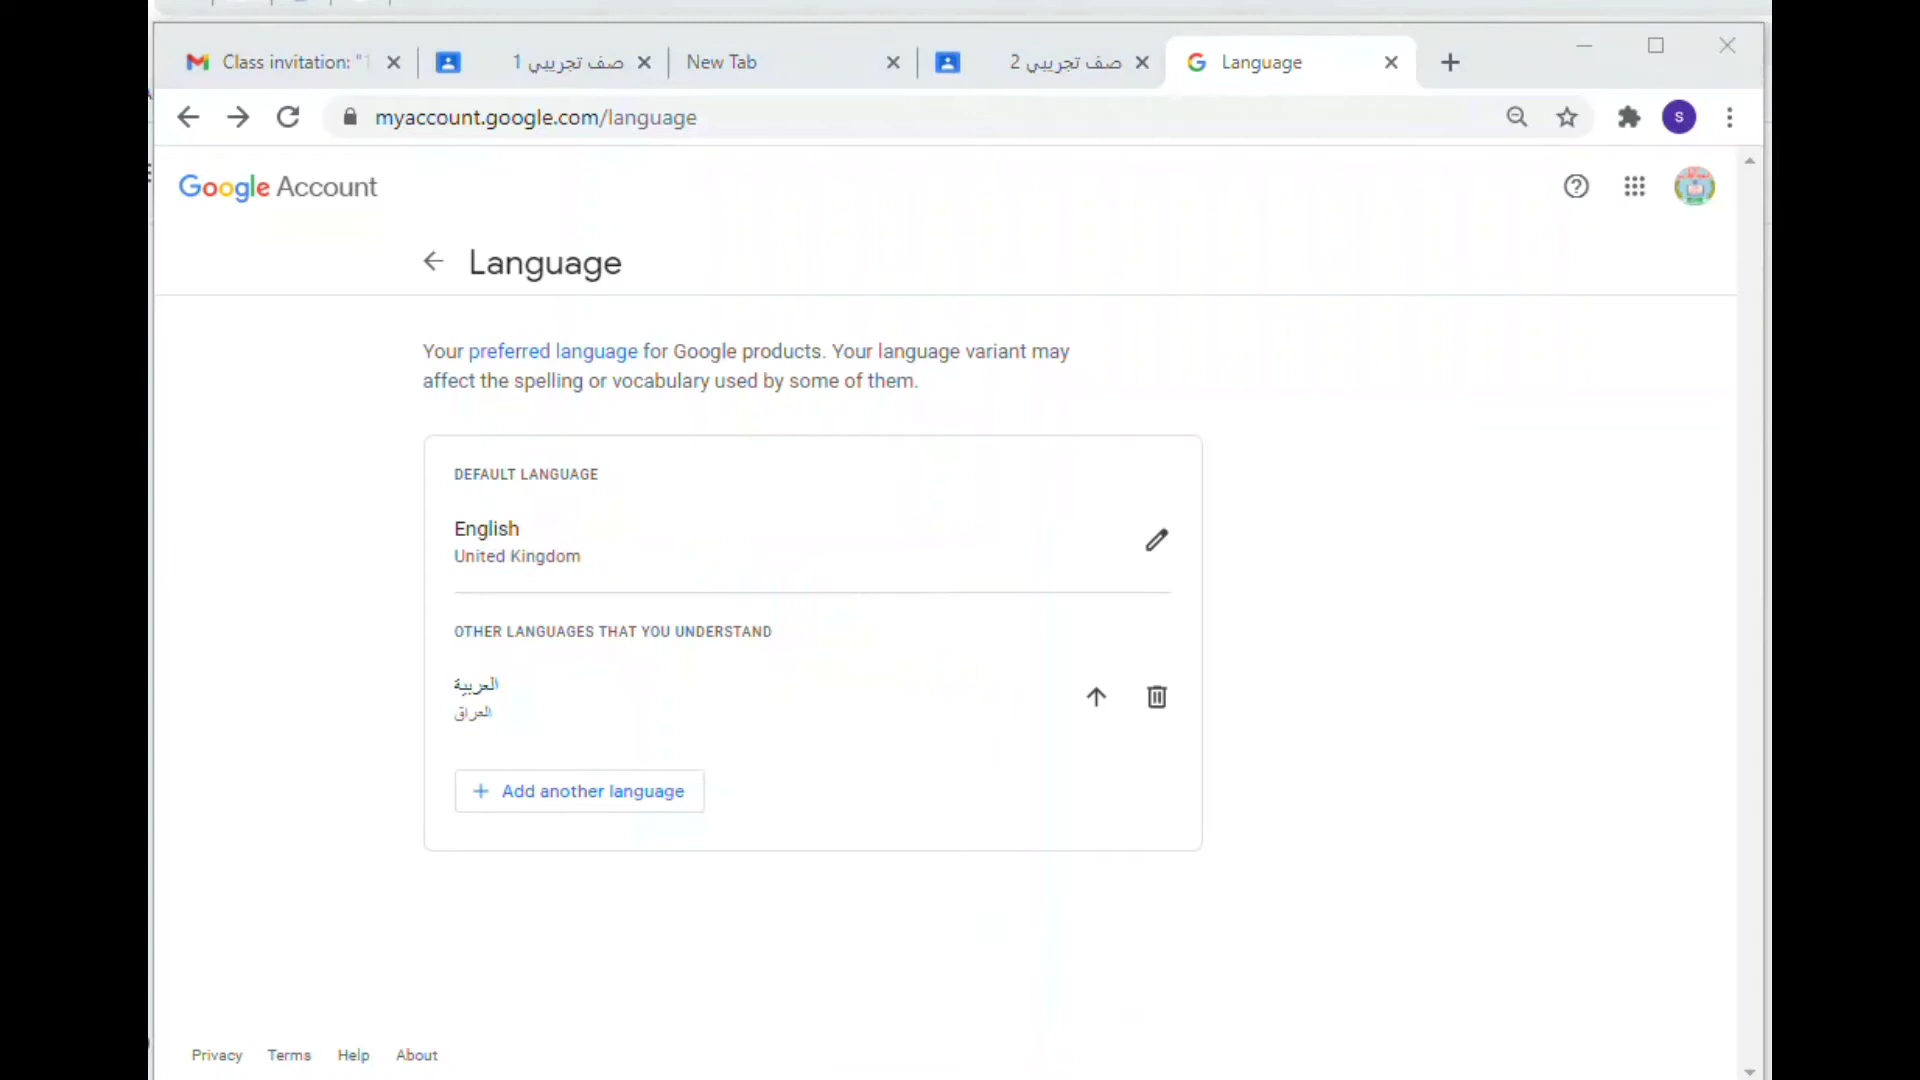 Class invitation: "1
صف تجريبي 1
New Tab
صف تجريبي 2
Language
myaccount.google.com/language
S
Google Account
Language
Your preferred language for Google products. Your language variant may
affect the spelling or vocabulary used by some of them.
DEFAULT LANGUAGE
English
United Kingdom
OTHER LANGUAGES THAT YOU UNDERSTAND
العربية
العراق
Add another language
Privacy Terms Help About